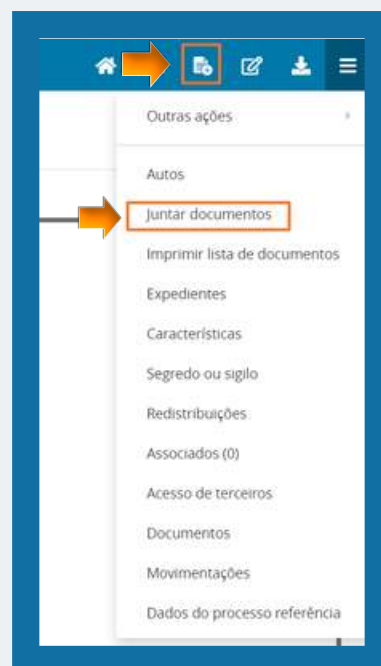 Outras ações
Autos
Juntar documentos
Imprimir lista de documentos
Expedientes
Características
Segredo ou sigilo
Redistribuições
Associados (0)
Acesso de terceiros
Documentos
Movimentações
Dados do processo referência